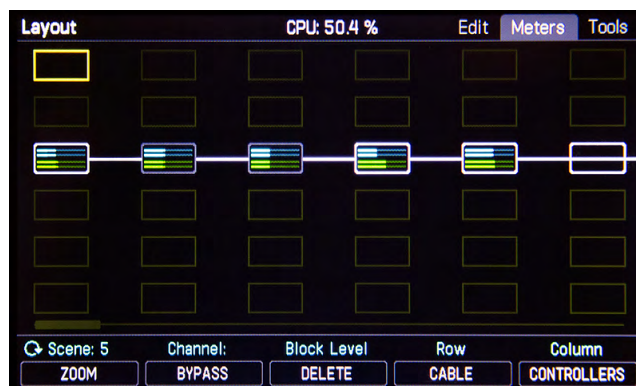 Layout CPU: 50.4 % Edit Meters Tools
Scene: 5 Channel: Block Level Row Column
ZOOM BYPASS DELETE CABLE CONTROLLERS